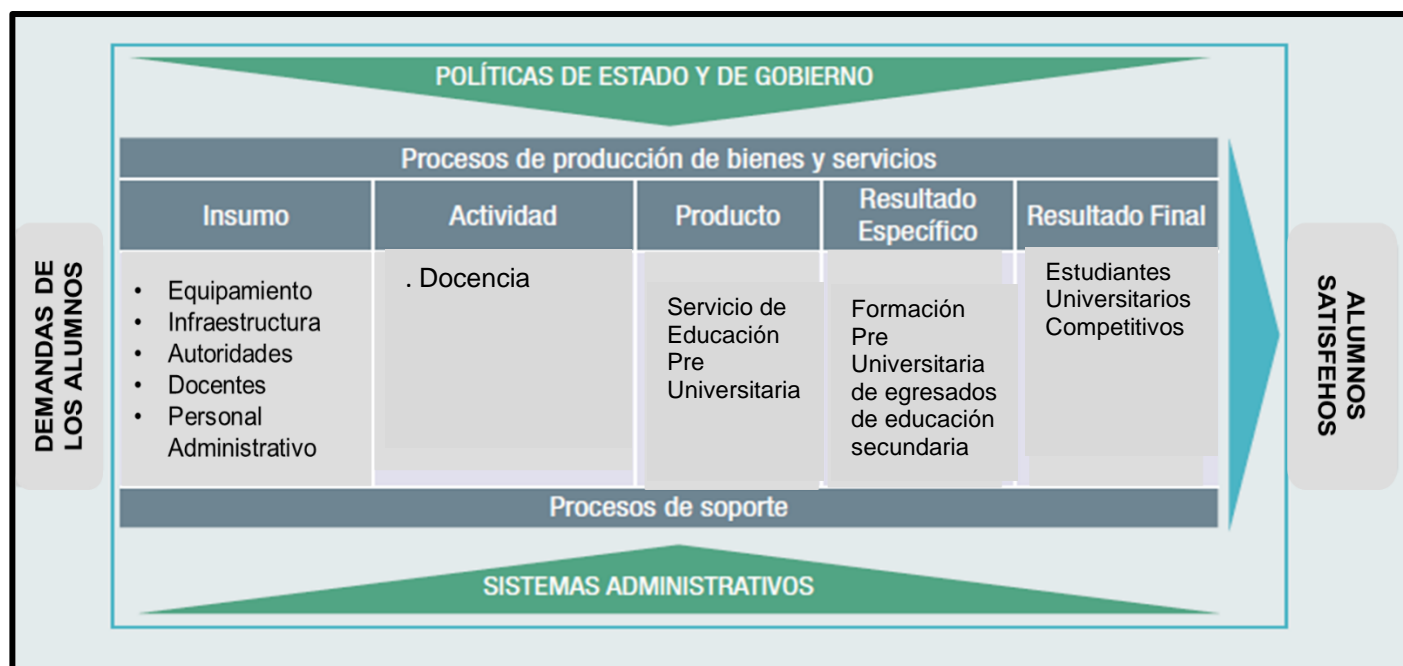 POLÍTICAS DE ESTADO Y DE GOBIERNO
Procesos de producción de bienes y servicios
Insumo
Actividad
Producto
Resultado
Específico
Resultado Final
DEMANDAS DE
LOS ALUMNOS
• Equipamiento
• Infraestructura
• Autoridades
• Docentes
• Personal
Administrativo
. Docencia
Servicio de
Educación
Pre
Universitaria
Formación
Pre
Universitaria
de egresados
de educación
secundaria
Estudiantes
Universitarios
Competitivos
ALUMNOS
SATISFEHOS
Procesos de soporte
SISTEMAS ADMINISTRATIVOS